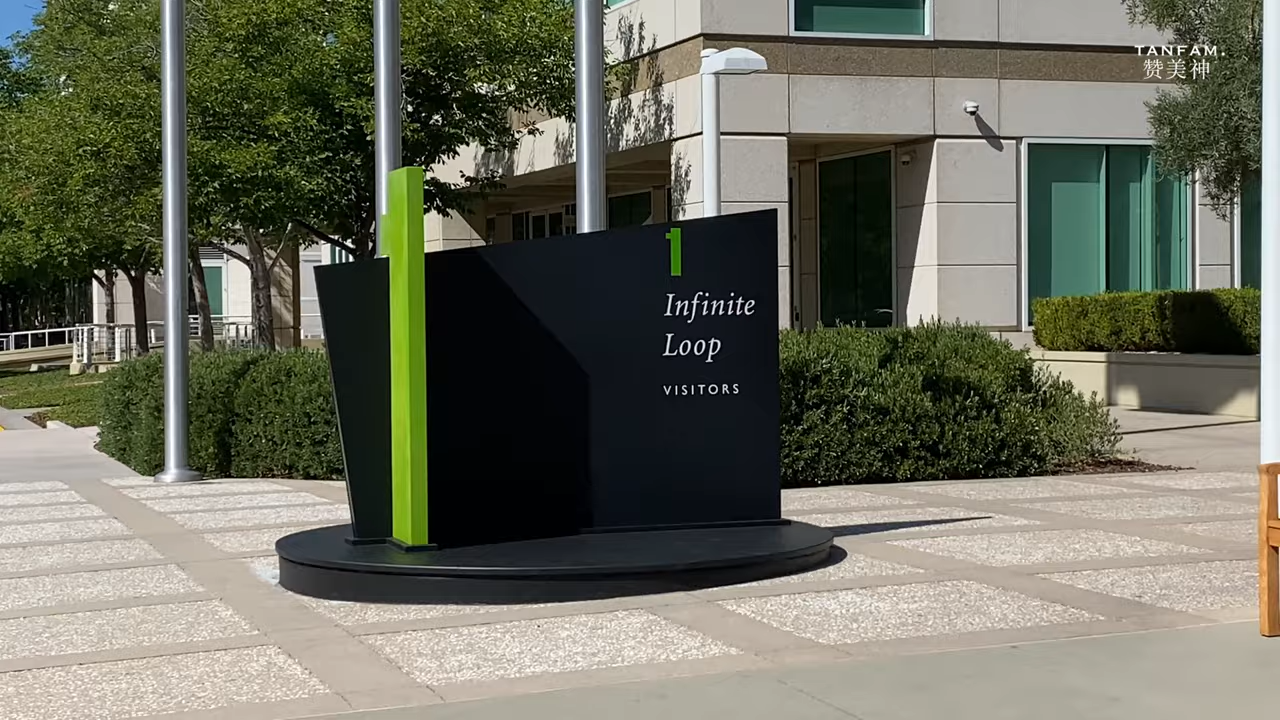 TANFAM.
赞美神
1
Infinite
Loop
VISITORS